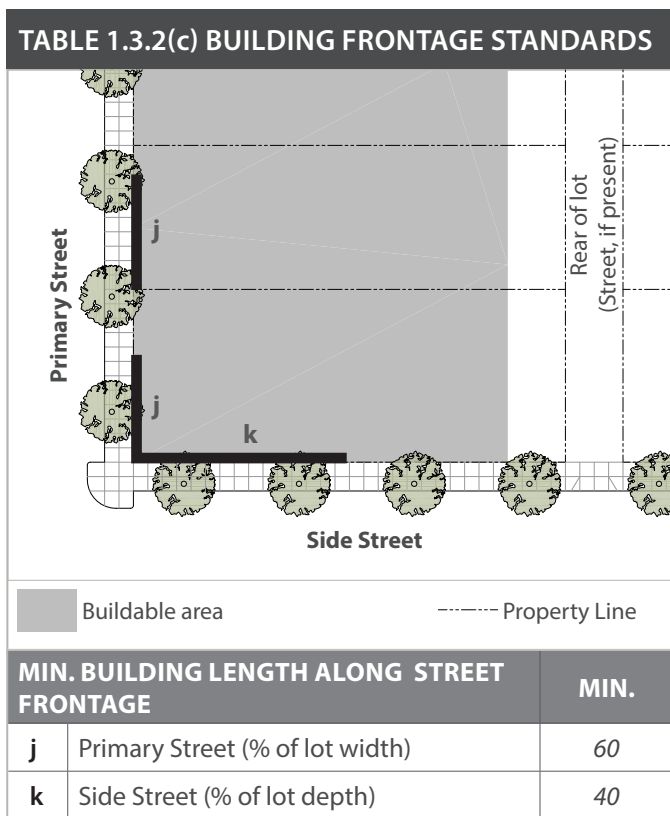 TABLE 1.3.2(c) BUILDING FRONTAGE STANDARDS
Primary Street
j
j
k
Rear of lot
(Street, if present)
Side Street
Buildable area
Property Line
MIN. BUILDING LENGTH ALONG STREET FRONTAGE MIN.
j Primary Street (% of lot width) 60
k Side Street (% of lot depth) 40